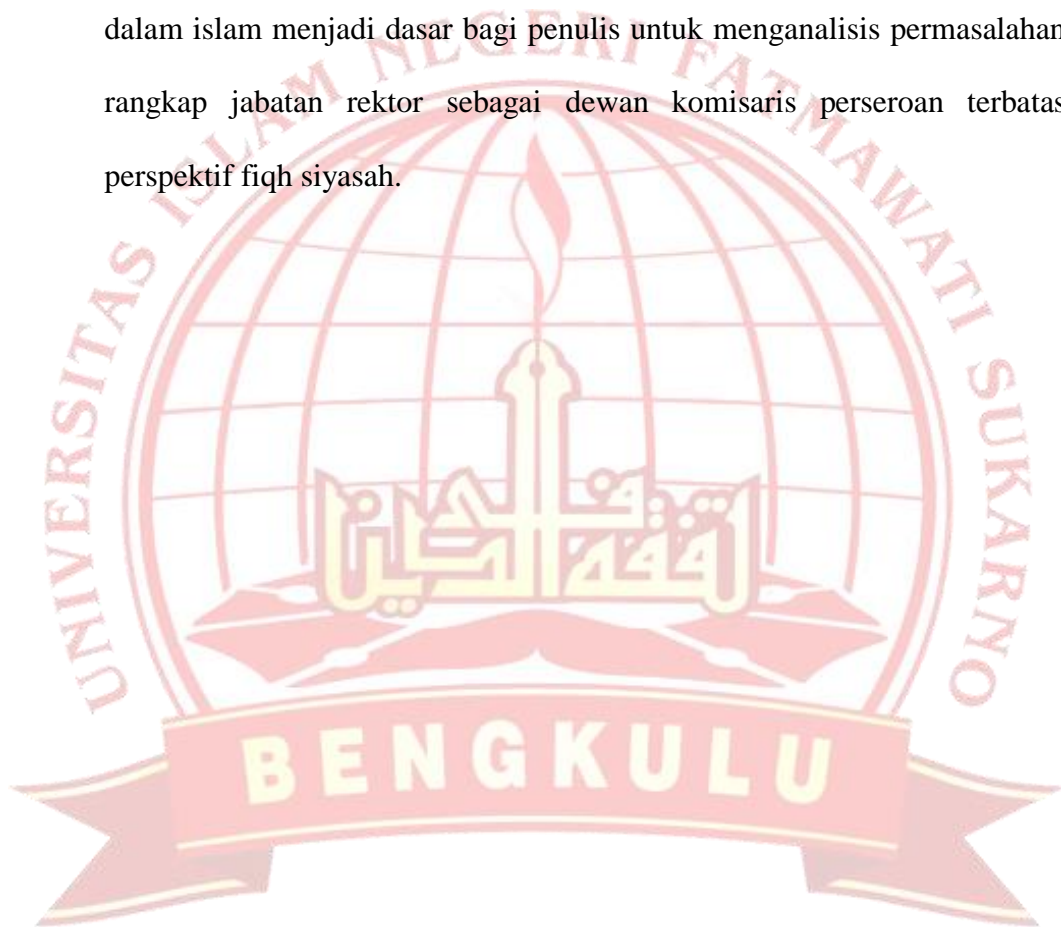 dalam islam menjadi dasar bagi penulis untuk menganalisis permasalahan
rangkap jabatan rektor sebagai dewan komisaris perseroan terbatas
perspektif fiqh siyasah.
UNIVERSITAS ISLAM NEGERI FATMAWATI SUKARNO
BENGKULU